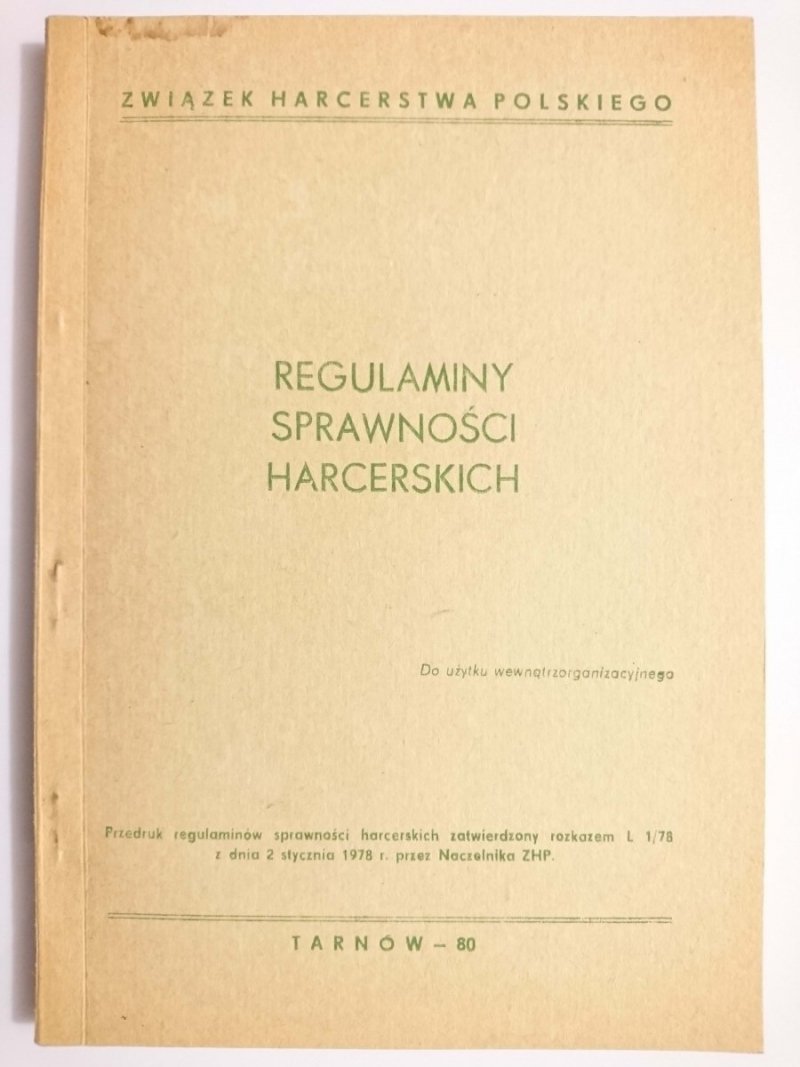 ZWIĄZEK HARCERSTWA POLSKIEGO
REGULAMINY
SPRAWNOŚCI
HARCERSKICH
Do użytku wewnątrzorganizacyjnego
Przedruk regulaminów sprawności harcerskich zatwierdzony rozkazem L 1/78
z dnia 2 stycznia 1978 r. przez Naczelnika ZHP.
TARNÓW – 80